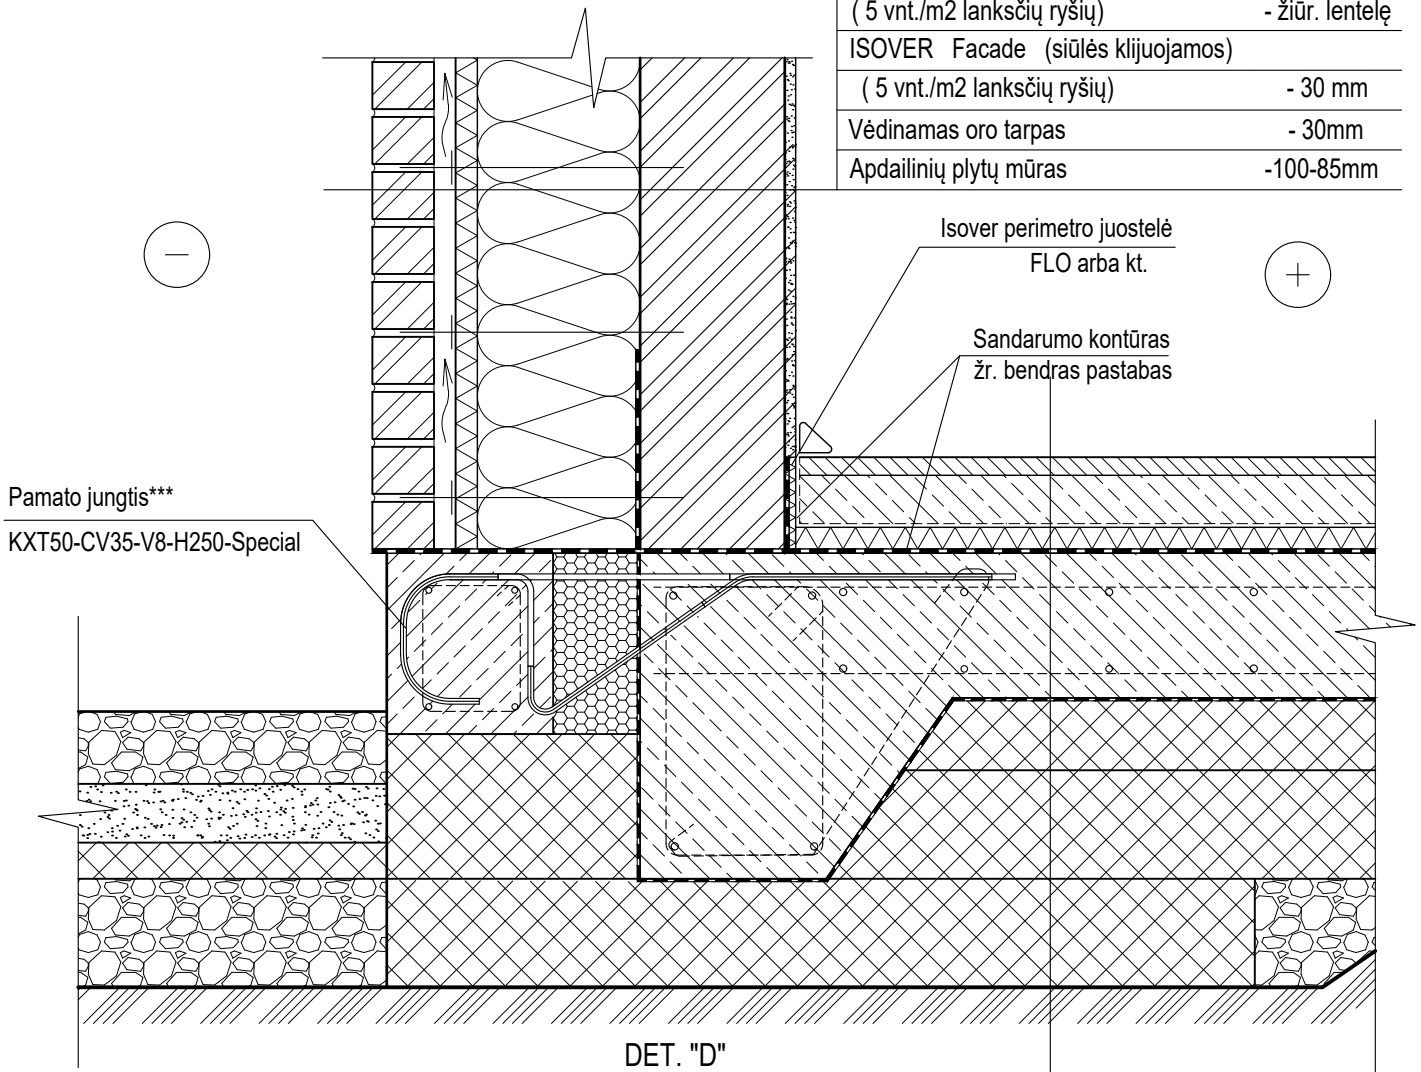 ( 5 vnt./m2 lanksčių ryšių) - žiūr. lentelę
ISOVER Facade (siūlės klijuojamos)
( 5 vnt./m2 lanksčių ryšių) - 30 mm
Vėdinamas oro tarpas - 30mm
Apdailinių plytų mūras -100-85mm
Isover perimetro juostelė
FLO arba kt.
Sandarumo kontūras
žr. bendras pastabas
Pamato jungtis***
KXT50-CV35-V8-H250-Special
DET. "D"